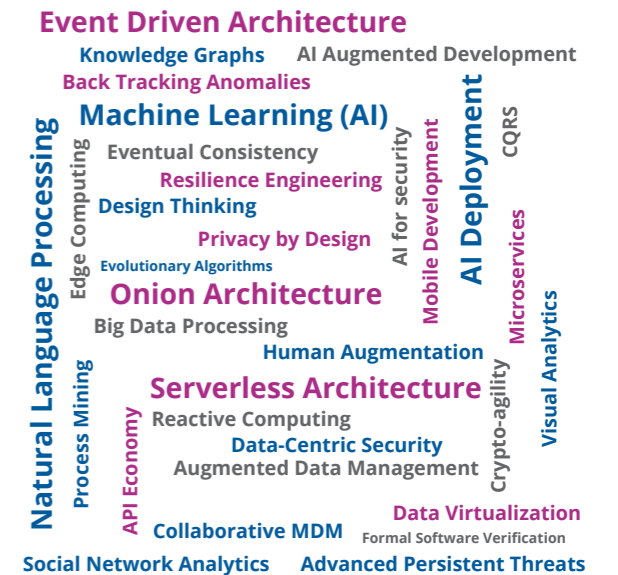 Event Driven Architecture
Knowledge Graphs
AI Augmented Development
Back Tracking Anomalies
Machine Learning (AI)
Natural Language Processing
Edge Computing
Eventual Consistency
AI for security
Mobile Development
AI Deployment
CQRS
Resilience Engineering
Design Thinking
Privacy by Design
Microservices
Evolutionary Algorithms
Onion Architecture
Visual Analytics
Big Data Processing
Human Augmentation
Process Mining
Serverless Architecture
Crypto-agility
API Economy
Reactive Computing
Data-Centric Security
Augmented Data Management
Data Virtualization
Collaborative MDM
Formal Software Verification
Social Network Analytics
Advanced Persistent Threats